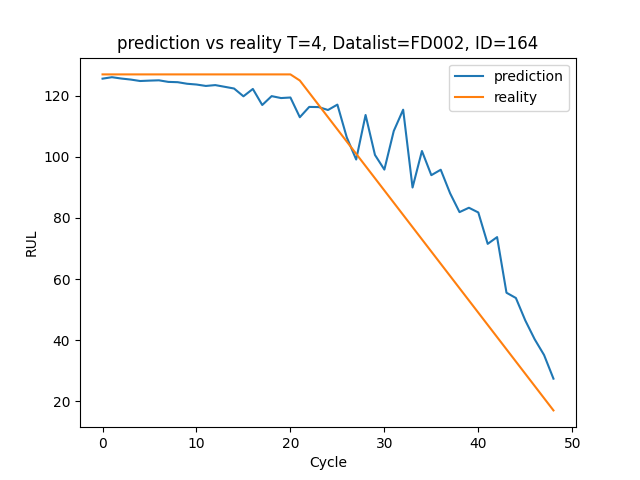 prediction vs reality T=4, Datalist=FD002, ID=164
prediction
reality
120
100
80
60
40
20
RUL
0 10 20 30 40 50
Cycle